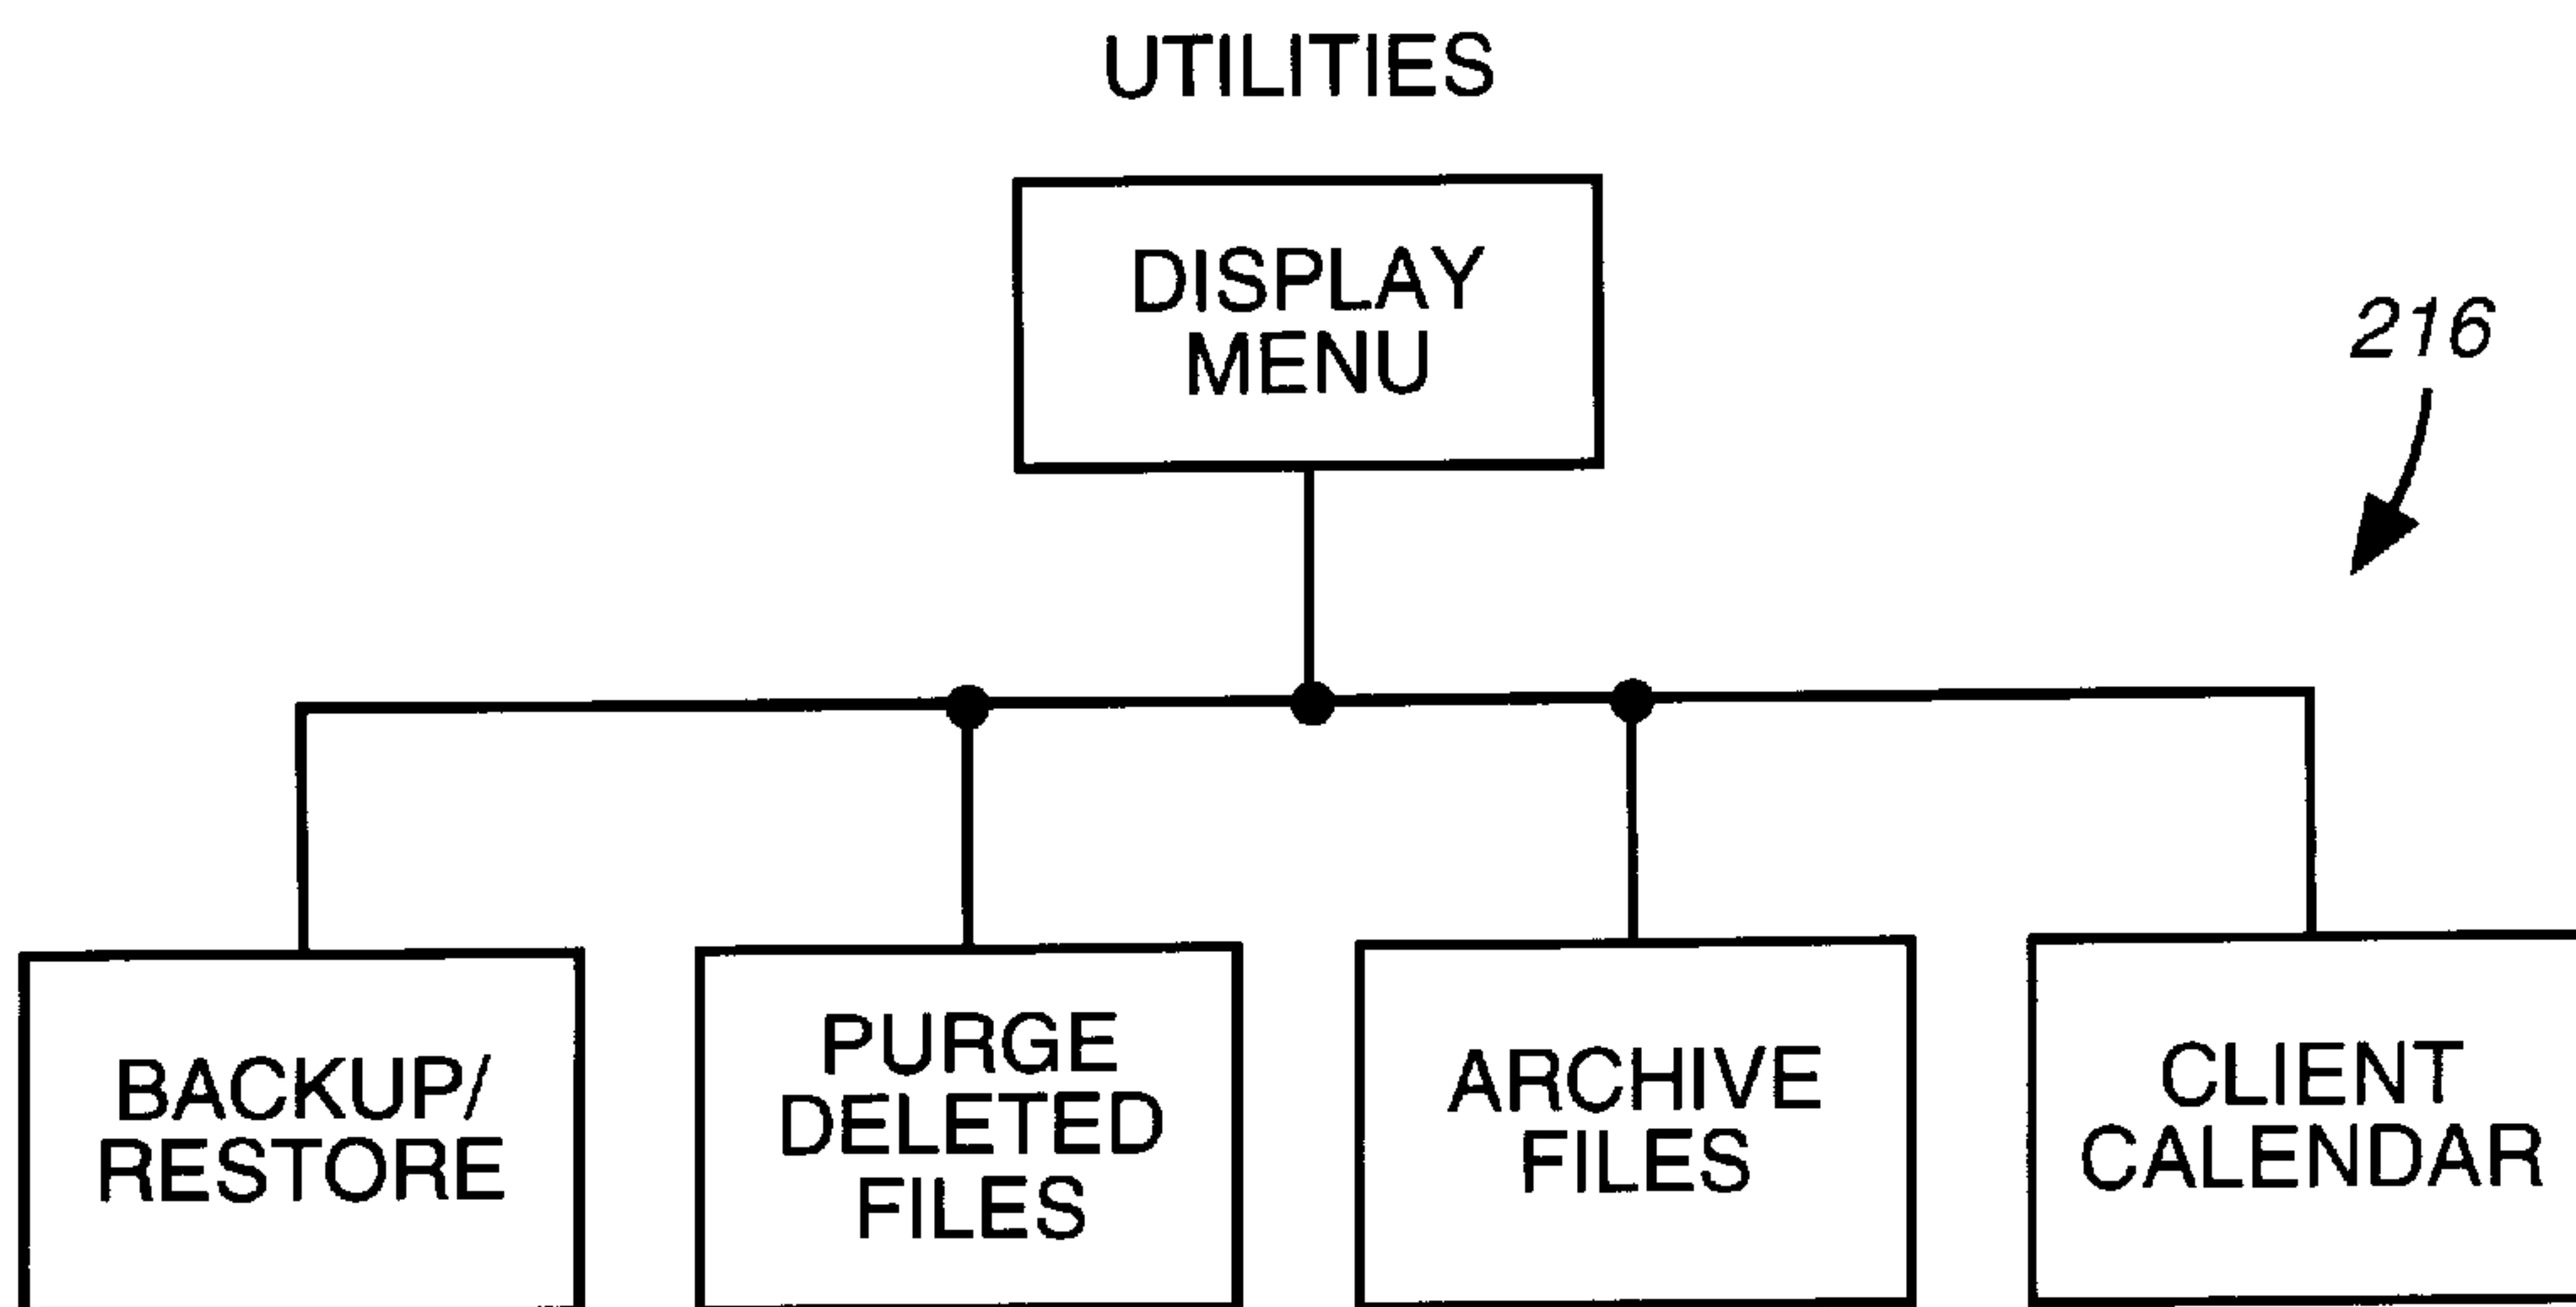 UTILITIES
DISPLAY
MENU
216
BACKUP/
RESTORE
PURGE
DELETED
FILES
ARCHIVE
FILES
CLIENT
CALENDAR